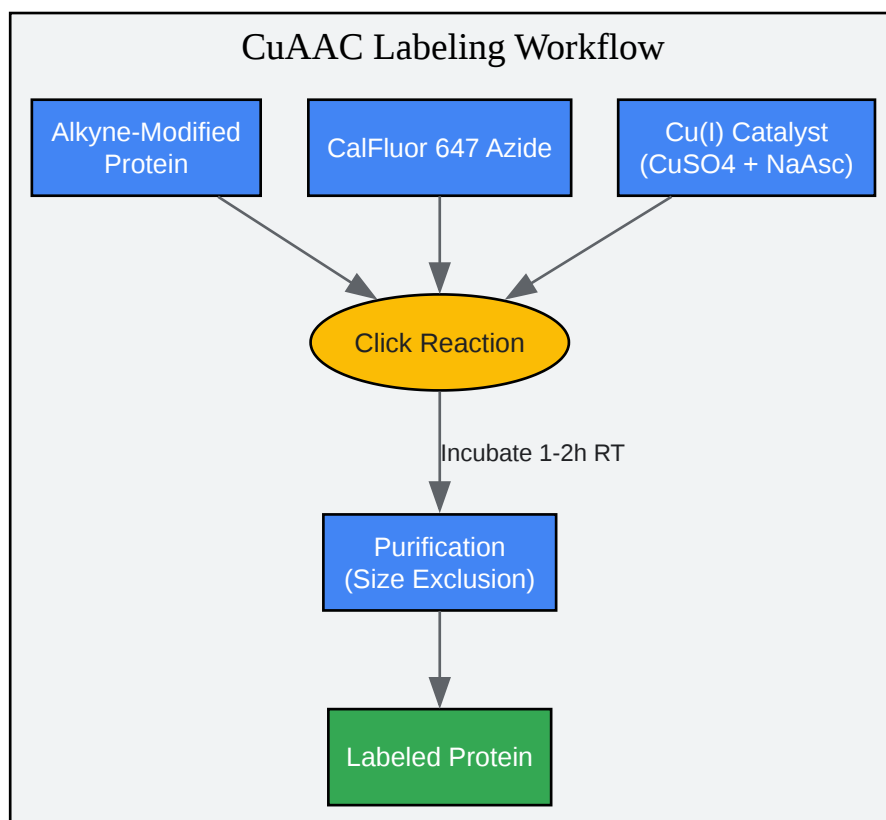 CuAAC Labeling Workflow
Alkyne-Modified
Protein
CalFluor 647 Azide
Cu(I) Catalyst
(CuSO4 + NaAsc)
Click Reaction
Incubate 1-2h RT
Purification
(Size Exclusion)
Labeled Protein